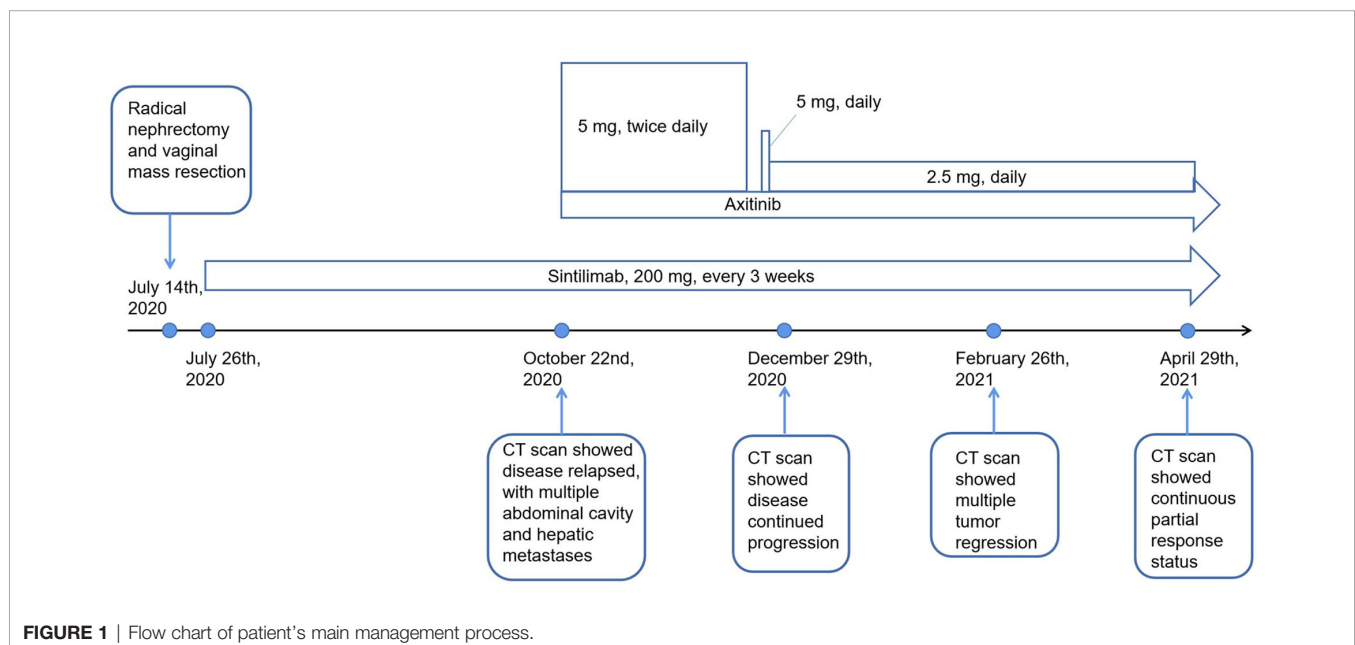 Radical
nephrectomy
and vaginal
mass resection
5 mg, twice daily
5 mg, daily
2.5 mg, daily
Axitinib
Sintilimab, 200 mg, every 3 weeks
July 14th,
2020
July 26th,
2020
October 22nd,
2020
December 29th,
2020
February 26th,
2021
April 29th,
2021
CT scan showed
disease relapsed,
with multiple
abdominal cavity
and hepatic
metastases
CT scan
showed
disease
continued
progression
CT scan
showed
multiple
tumor
regression
CT scan
showed
continuous
partial
response
status
FIGURE 1 | Flow chart of patient's main management process.